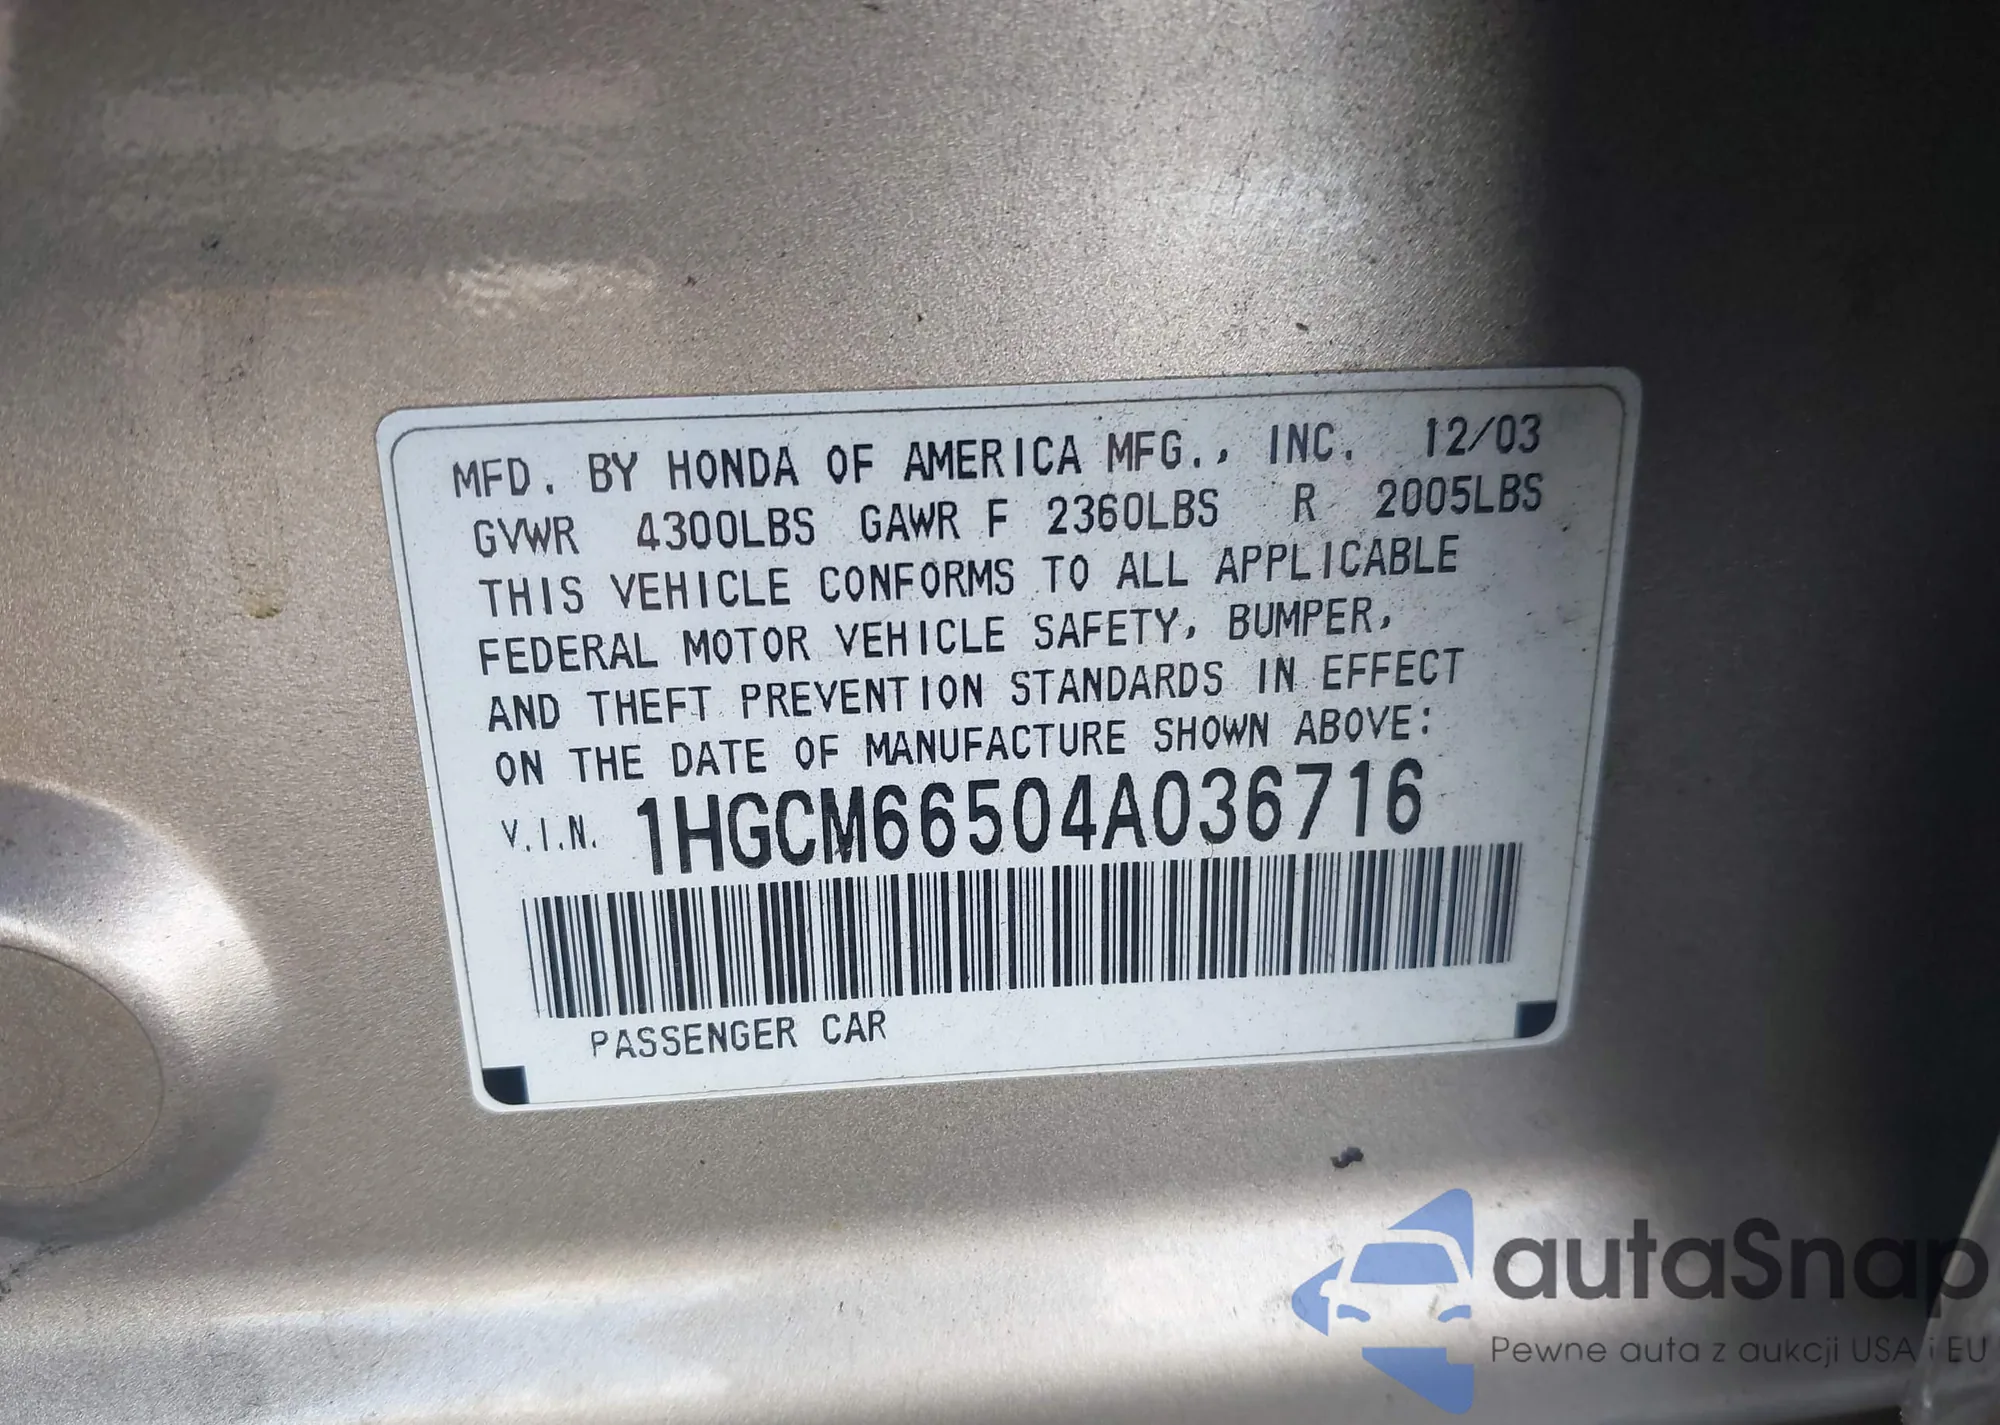 MFD. BY HONDA OF AMERICA MFG., INC. 12/03
GVWR 4300LBS GAWR F 2360LBS R 2005LBS
THIS VEHICLE CONFORMS TO ALL APPLICABLE
FEDERAL MOTOR VEHICLE SAFETY, BUMPER,
AND THEFT PREVENTION STANDARDS IN EFFECT
ON THE DATE OF MANUFACTURE SHOWN ABOVE:
V.I.N. 1HGCM66504A036716
PASSENGER CAR
autaSnap
Pewne auta z aukcji USA i EU